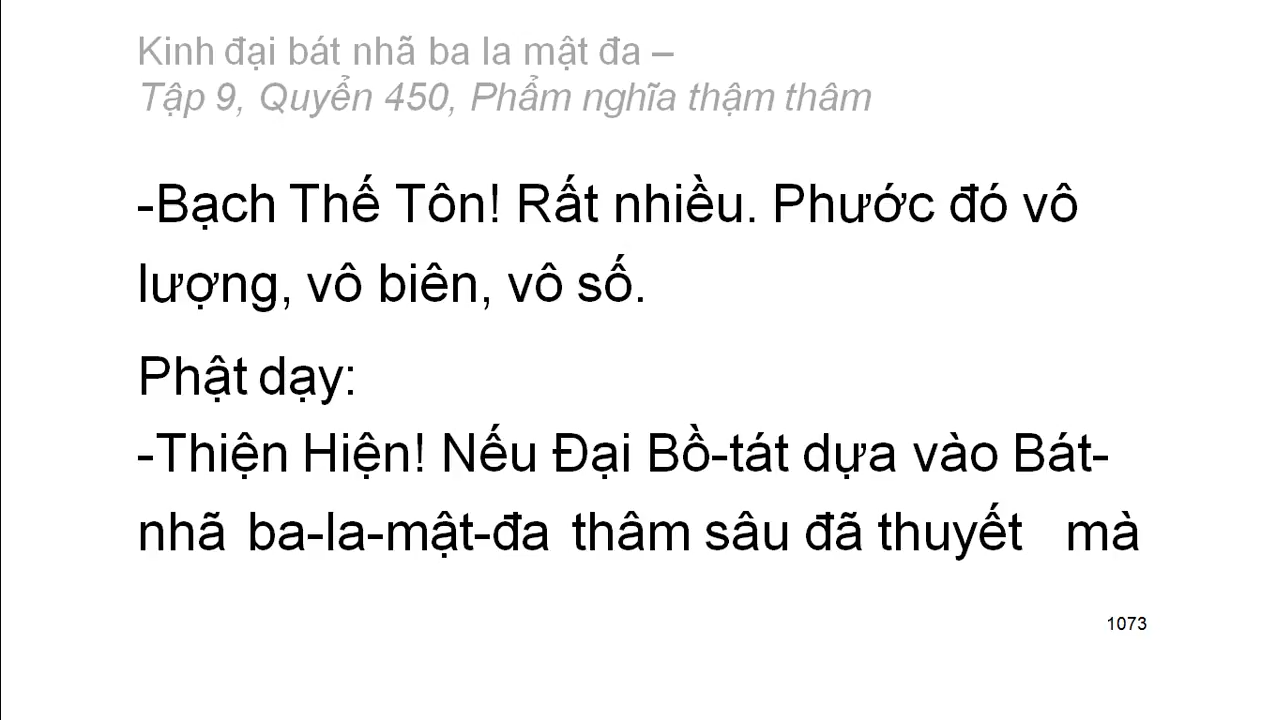 Kinh đại bát nhã ba la mật đa –
Tập 9, Quyển 450, Phẩm nghĩa thậm thâm
-Bạch Thế Tôn! Rất nhiều. Phước đó vô
lượng, vô biên, vô số.
Phật dạy:
-Thiện Hiện! Nếu Đại Bồ-tát dựa vào Bát-
nhã ba-la-mật-đa thâm sâu đã thuyết mà
1073